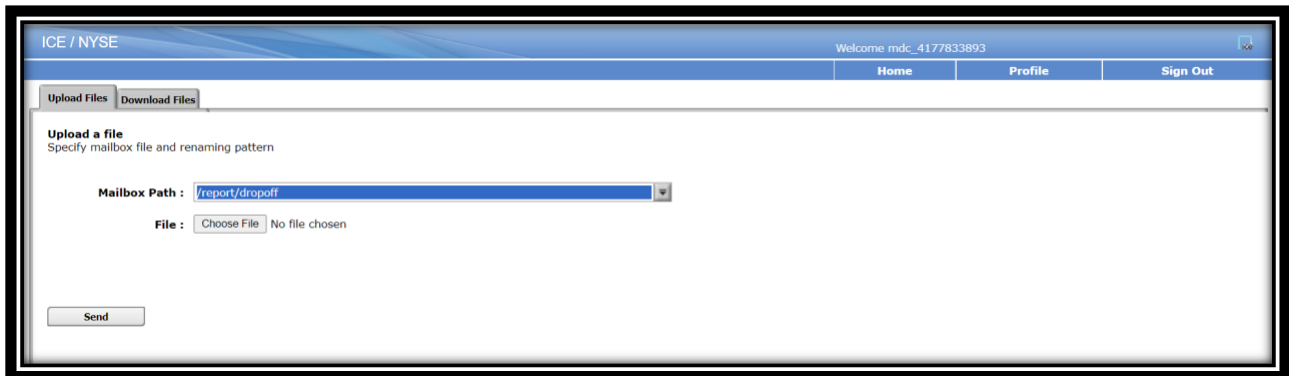 ICE / NYSE
Welcome mdc_4177833893
Home Profile Sign Out
Upload Files Download Files
Upload a file
Specify mailbox file and renaming pattern
Mailbox Path : /report/dropoff
File : Choose File No file chosen
Send